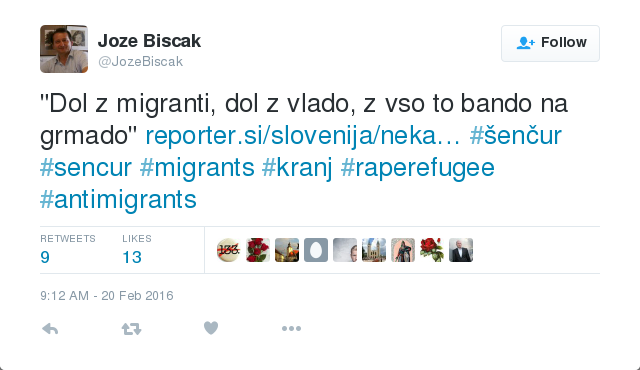 Joze Biscak
@JozeBiscak
Follow
"Dol z migranti, dol z vlado, z vso to bando na
grmado" reporter.si/slovenija/neka… #šenčur
#sencur #migrants #kranj #raperefugee
#antimigrants
RETWEETS LIKES
9 13
133.
9:12 AM - 20 Feb 2016